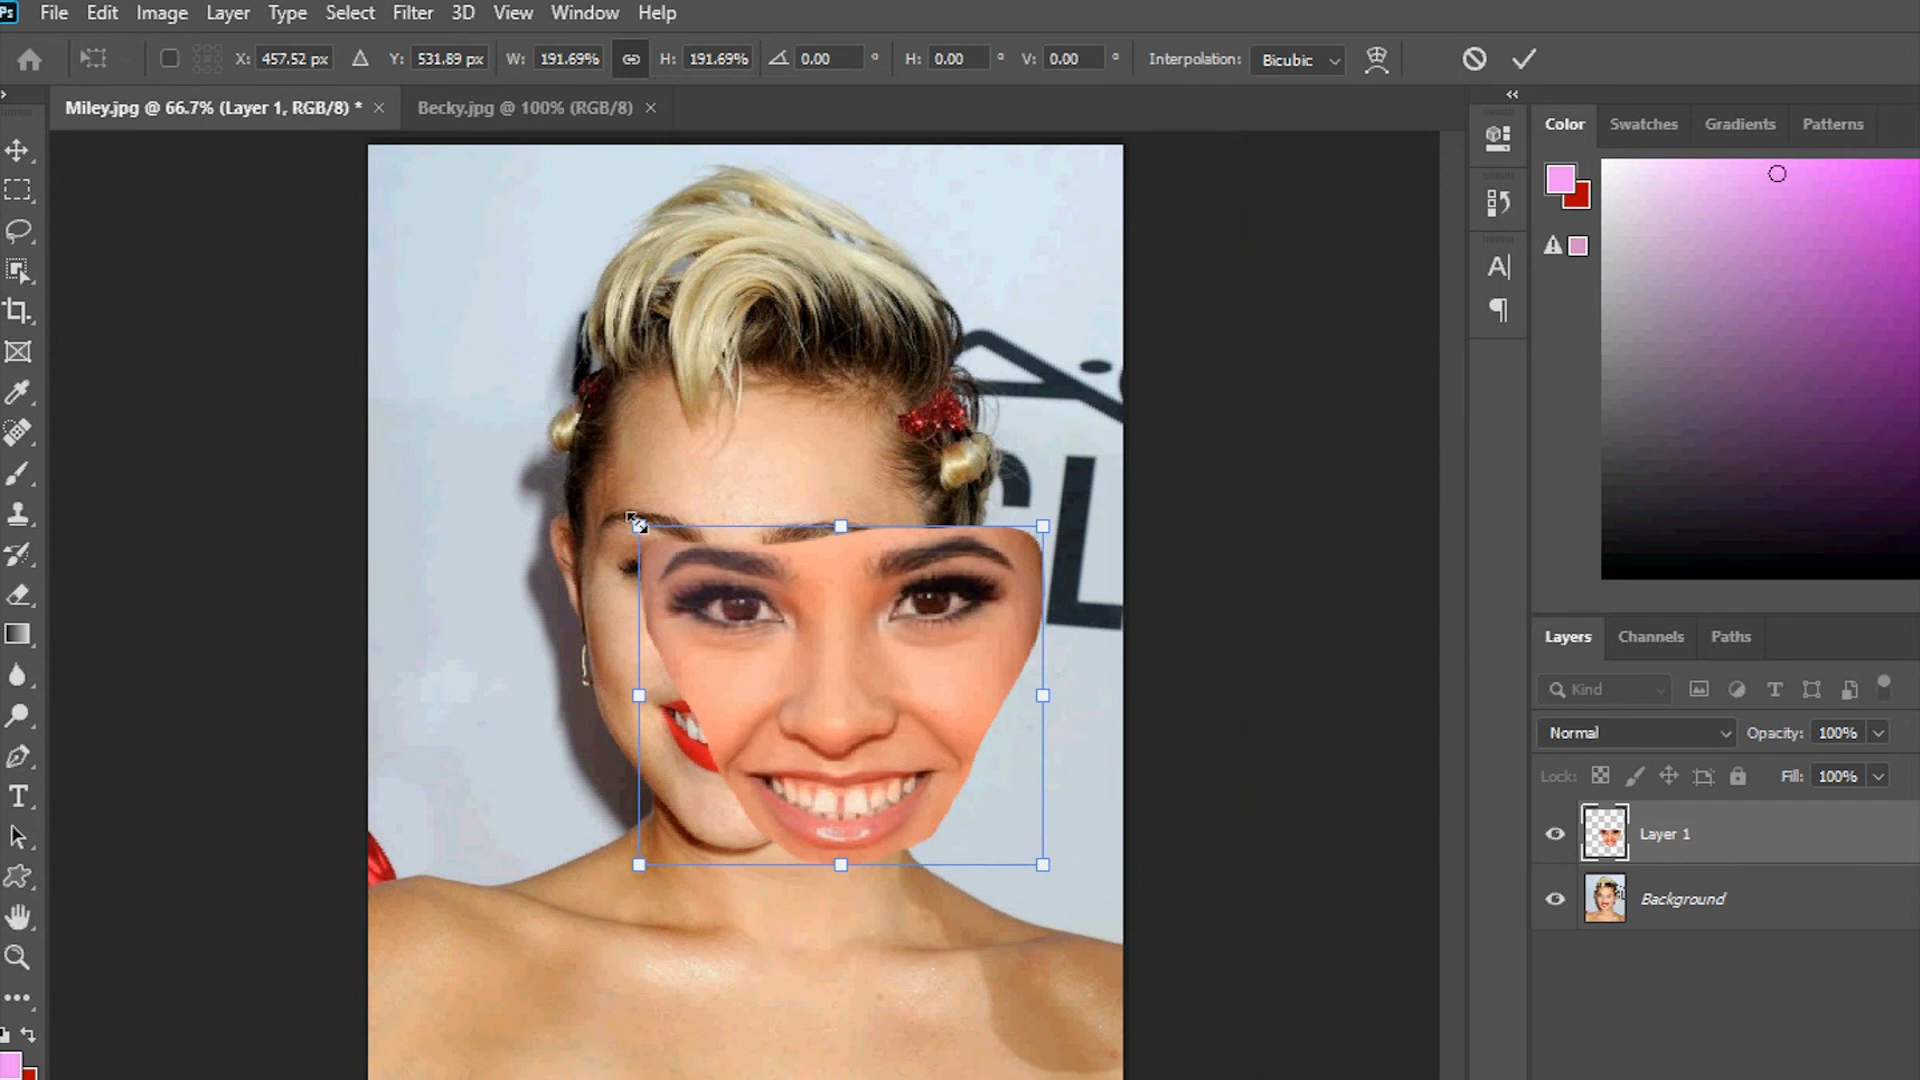 Ps File Edit Image Layer Type Select Filter 3D View Window Help
X: 457.52 px Y: 531.89 px W: 191.69% H: 191.69% 0.00 ° H: 0.00 ° V: 0.00 ° Interpolation: Bicubic
Miley.jpg @ 66.7% (Layer 1, RGB/8) * × Becky.jpg @ 100% (RGB/8) ×
Color Swatches Gradients Patterns
CL
Layers Channels Paths
Kind
Normal Opacity: 100%
Lock: Fill: 100%
Layer 1
Background